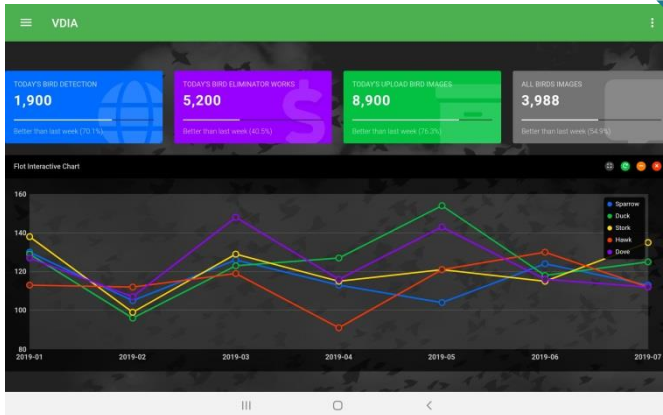 VDIA
TODAY'S BIRD DETECTION
1,900
Better than last week (70.1%)
TODAY'S BIRD ELIMINATOR WORKS
5,200
Better than last week (40.5%)
TODAY'S UPLOAD BIRD IMAGES
8,900
Better than last week (76.3%)
ALL BIRDS IMAGES
3,988
Better than last week (54.9%)
Flot Interactive Chart
160
140
120
100
80
Sparrow
Duck
Stork
Hawk
Dove
2019-01 2019-02 2019-03 2019-04 2019-05 2019-06 2019-07